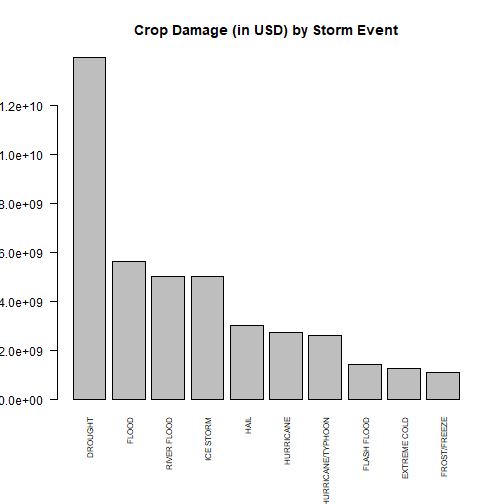 Crop Damage (in USD) by Storm Event
1.2e+10
1.0e+10
8.0e+09
6.0e+09
4.0e+09
2.0e+09
0.0e+00
DROUGHT
FLOOD
RIVER FLOOD
ICE STORM
HAIL
HURRICANE
HURRICANE/TYPHOON
FLASH FLOOD
EXTREME COLD
FROST/FREEZE